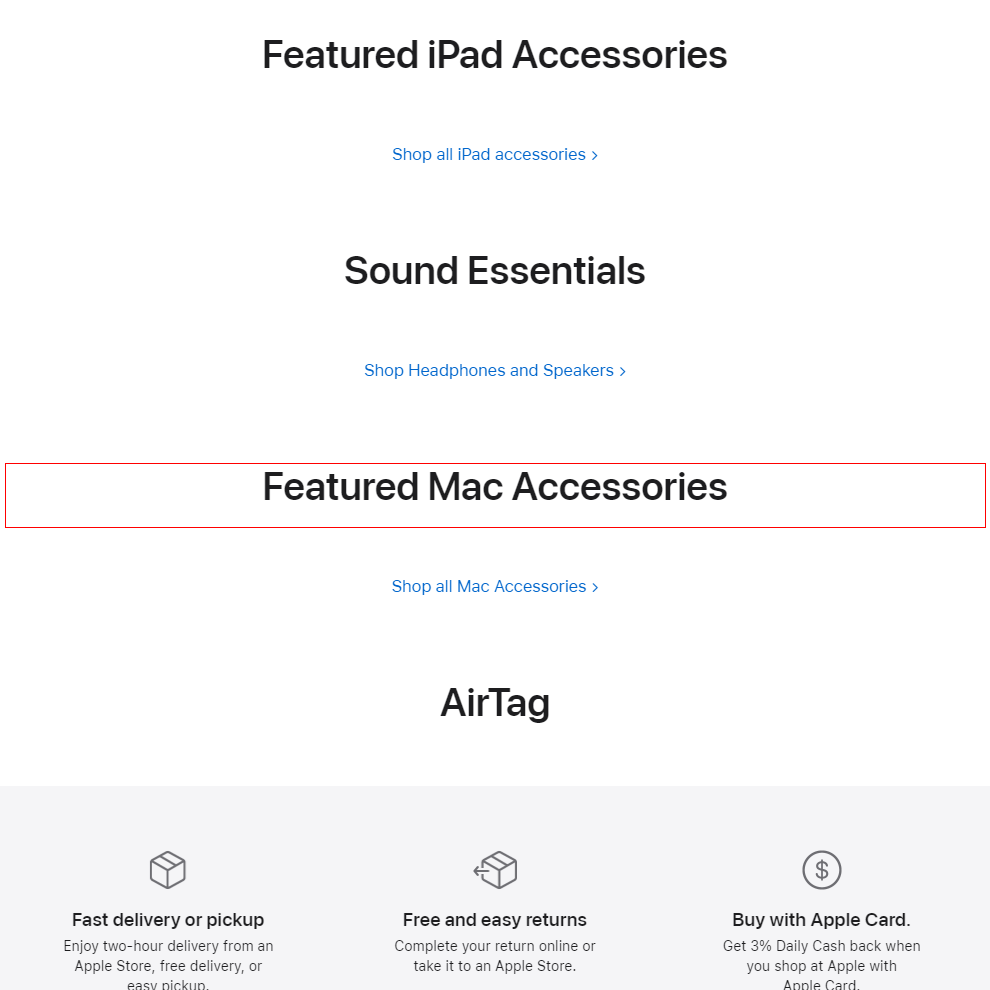 Featured iPad Accessories
Shop all iPad accessories
Sound Essentials
Shop Headphones and Speakers
Featured Mac Accessories
Shop all Mac Accessories
AirTag
Fast delivery or pickup
Enjoy two-hour delivery from an
Apple Store, free delivery, or
easy pickup.
Free and easy returns
Complete your return online or
take it to an Apple Store.
Buy with Apple Card.
Get 3% Daily Cash back when
you shop at Apple with
Apple Card.